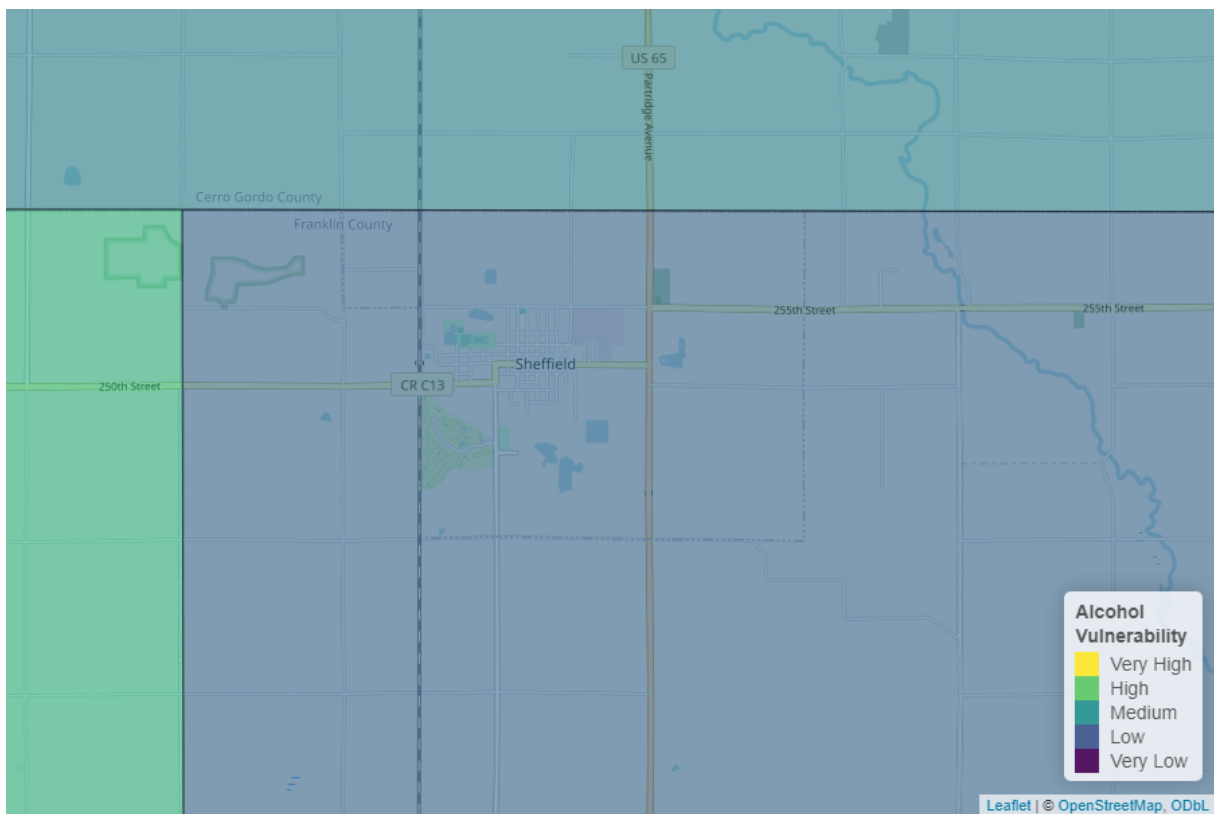 US 65
Partridge Avenue
Cerro Gordo County
Franklin County
255th Street
255th Street
Sheffield
250th Street
CR C13
Alcohol
Vulnerability
Very High
High
Medium
Low
Very Low
Leaflet | © OpenStreetMap, ODbL